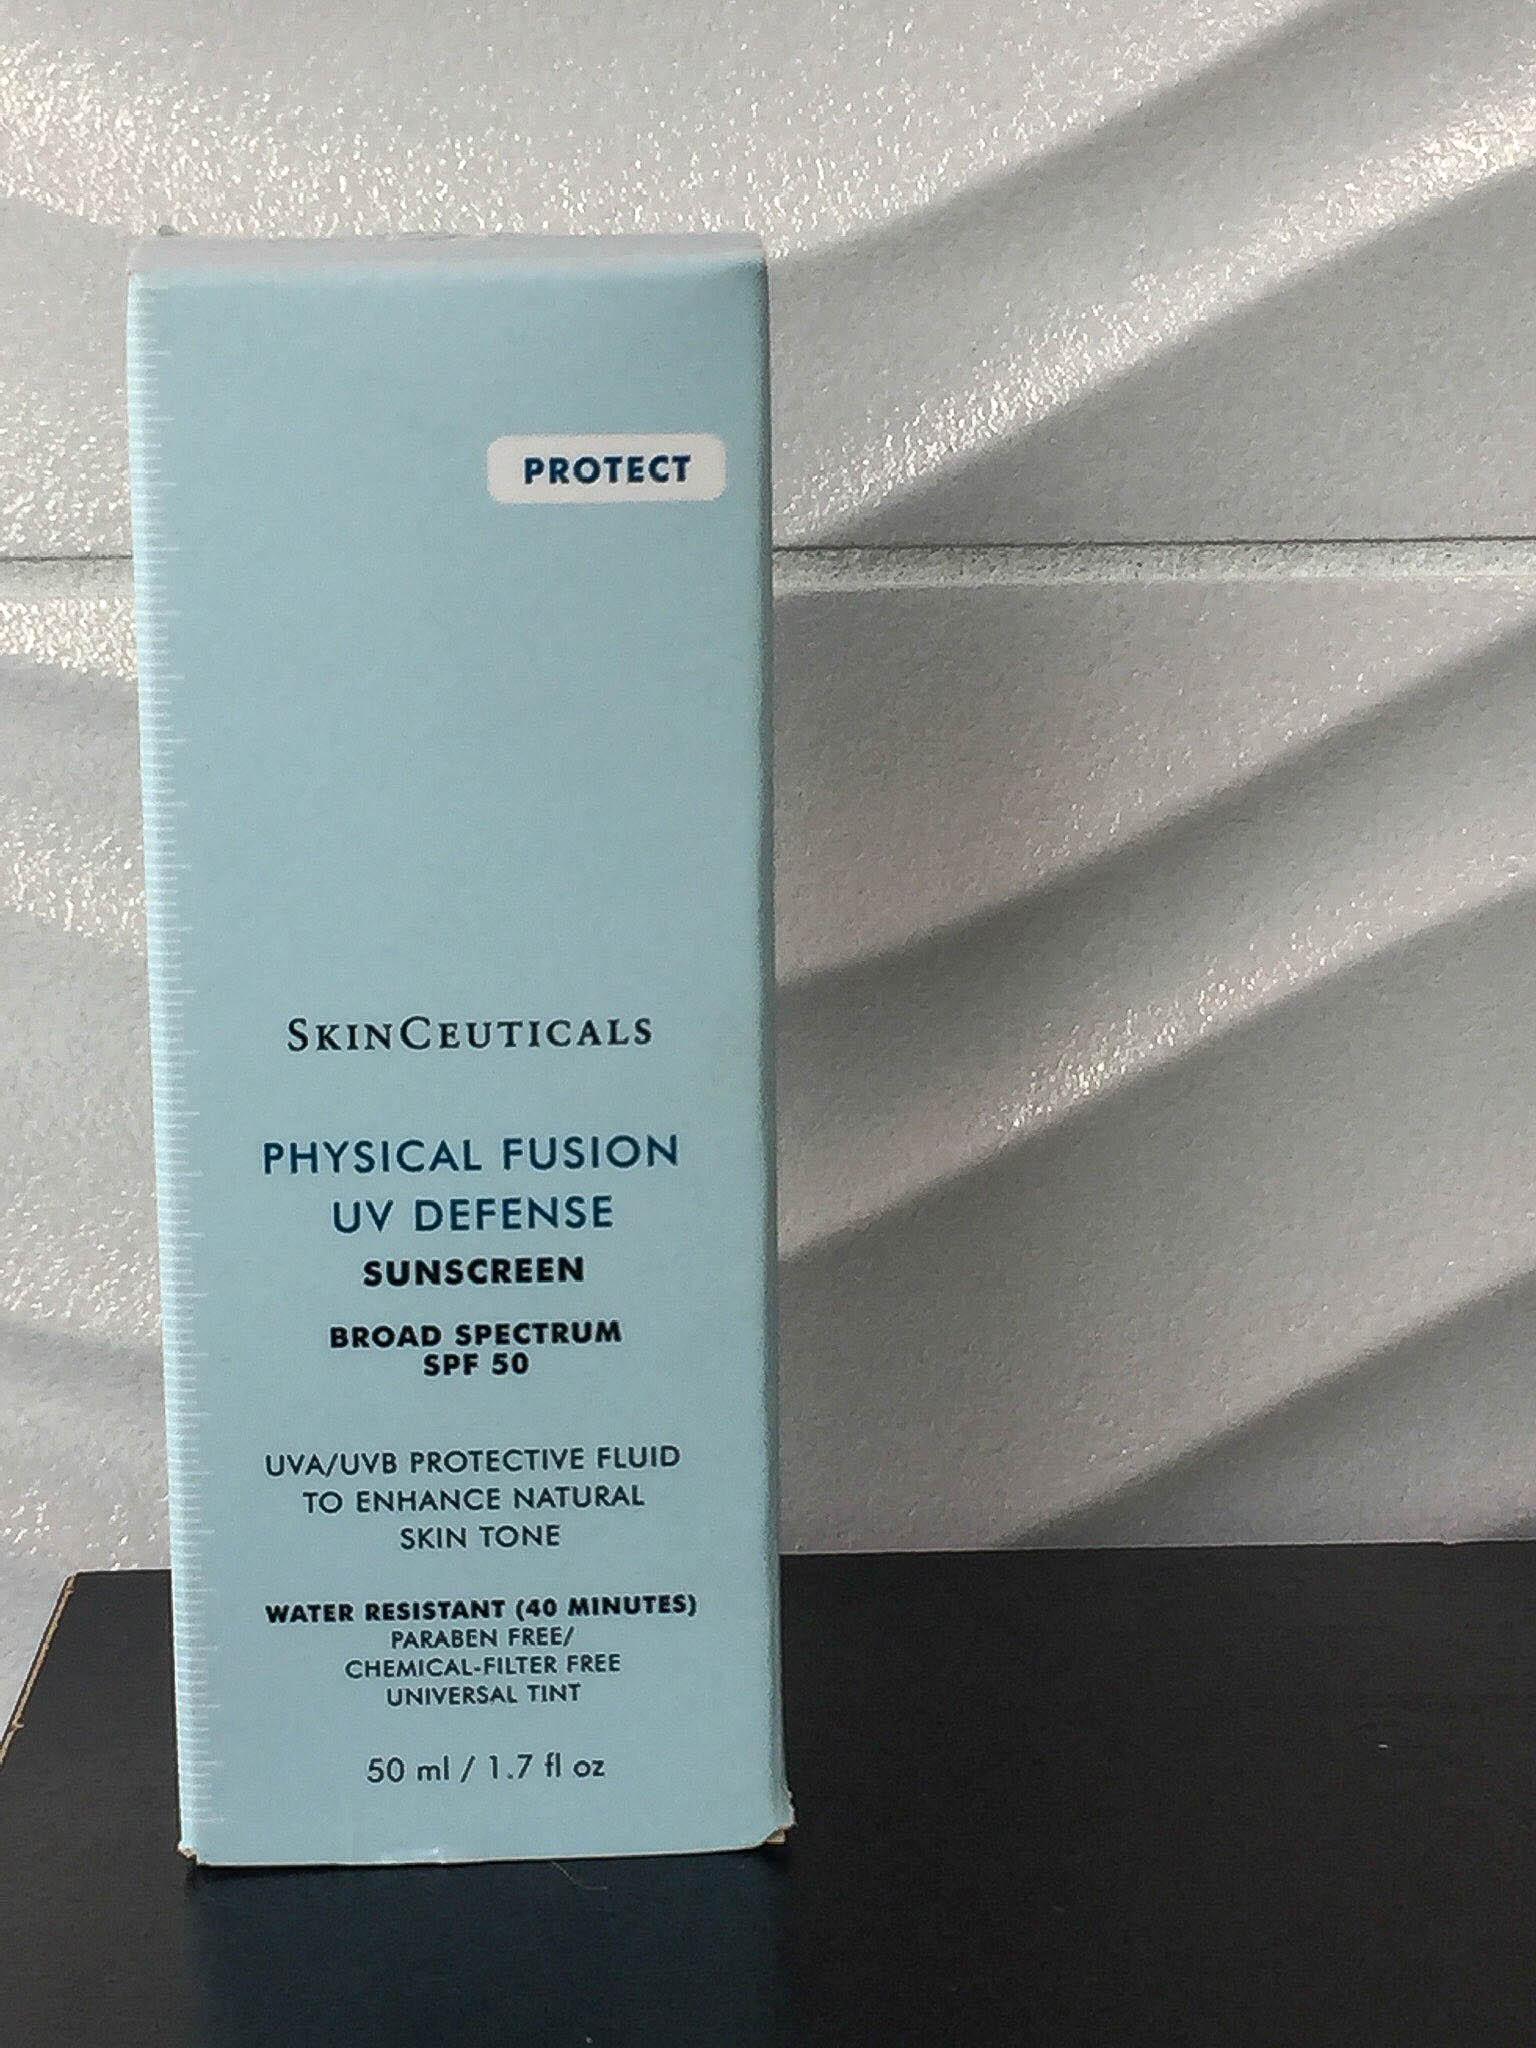 PROTECT
SKINCEUTICALS
PHYSICAL FUSION
UV DEFENSE
SUNSCREEN
BROAD SPECTRUM
SPF 50
UVA/UVB PROTECTIVE FLUID
TO ENHANCE NATURAL
SKIN TONE
WATER RESISTANT (40 MINUTES)
PARABEN FREE/
CHEMICAL-FILTER FREE
UNIVERSAL TINT
50 ml / 1.7 fl oz